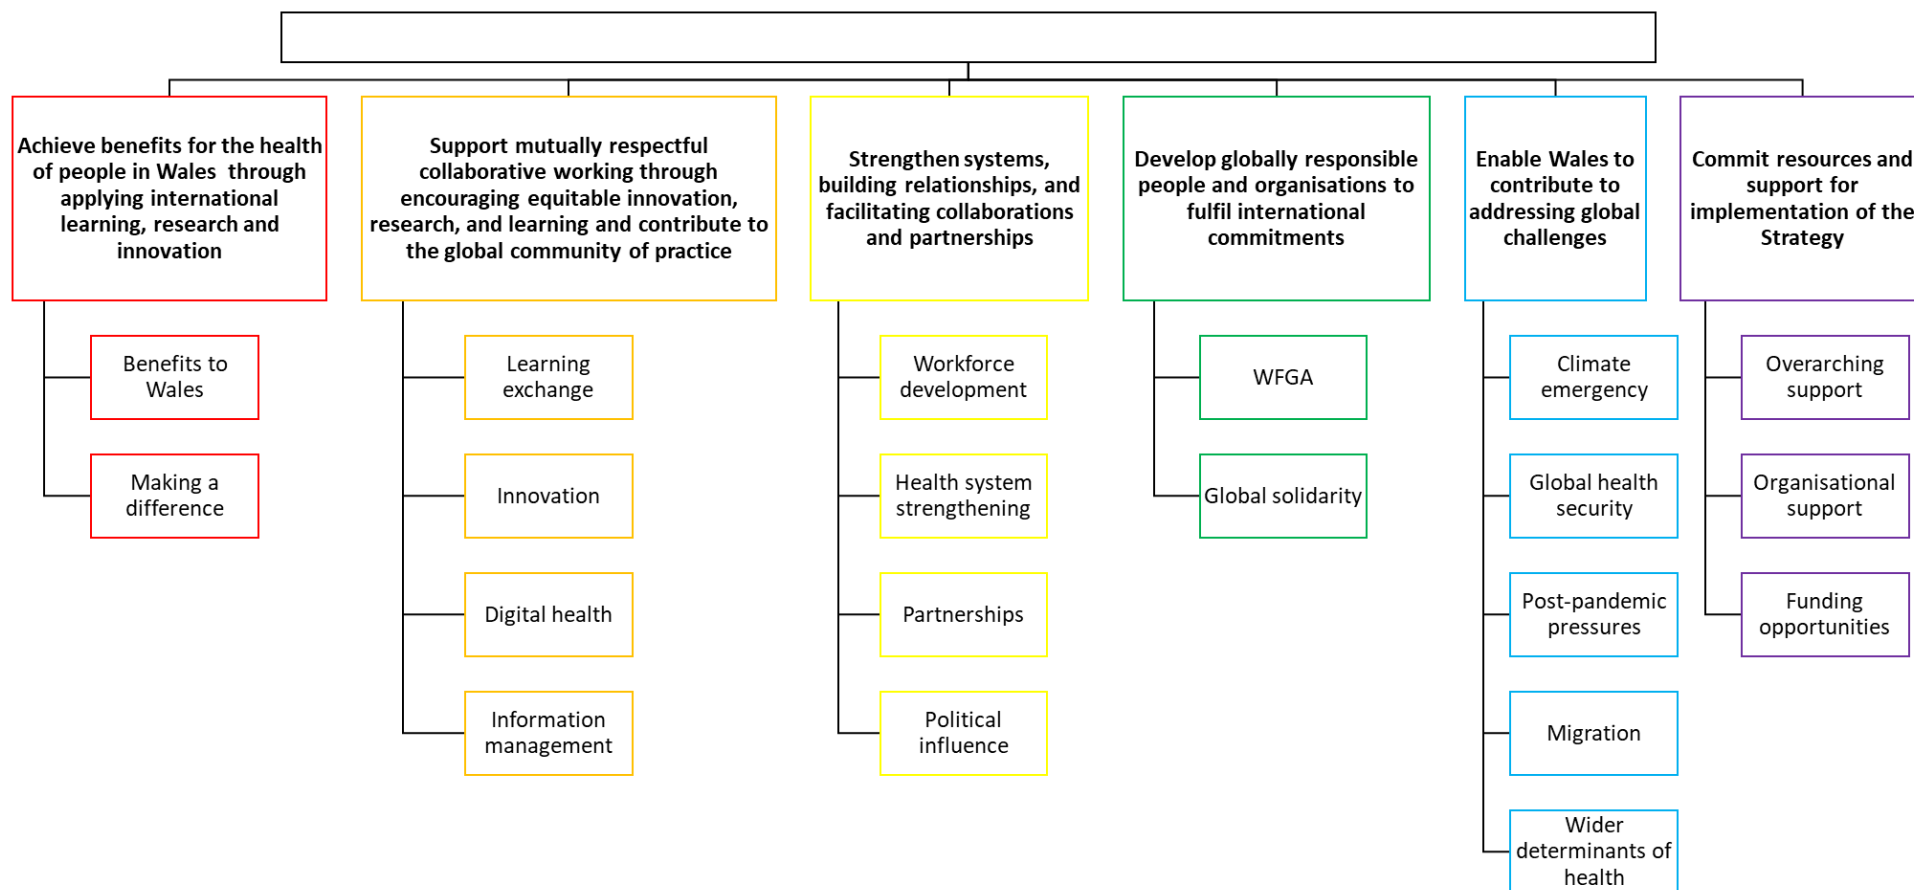 Achieve benefits for the health
of people in Wales through
applying international
learning, research and
innovation
Support mutually respectful
collaborative working through
encouraging equitable innovation,
research, and learning and contribute to
the global community of practice
Strengthen systems,
building relationships, and
facilitating collaborations
and partnerships
Develop globally responsible
people and organisations to
fulfil international
commitments
Enable Wales to
contribute to
addressing global
challenges
Commit resources and
support for
implementation of the
Strategy
Benefits to
Wales
Making a
difference
Learning
exchange
Innovation
Digital health
Information
management
Workforce
development
Health system
strengthening
Partnerships
Political
influence
WFGA
Global solidarity
Climate
emergency
Global health
security
Post-pandemic
pressures
Migration
Wider
determinants of
health
Overarching
support
Organisational
support
Funding
opportunities